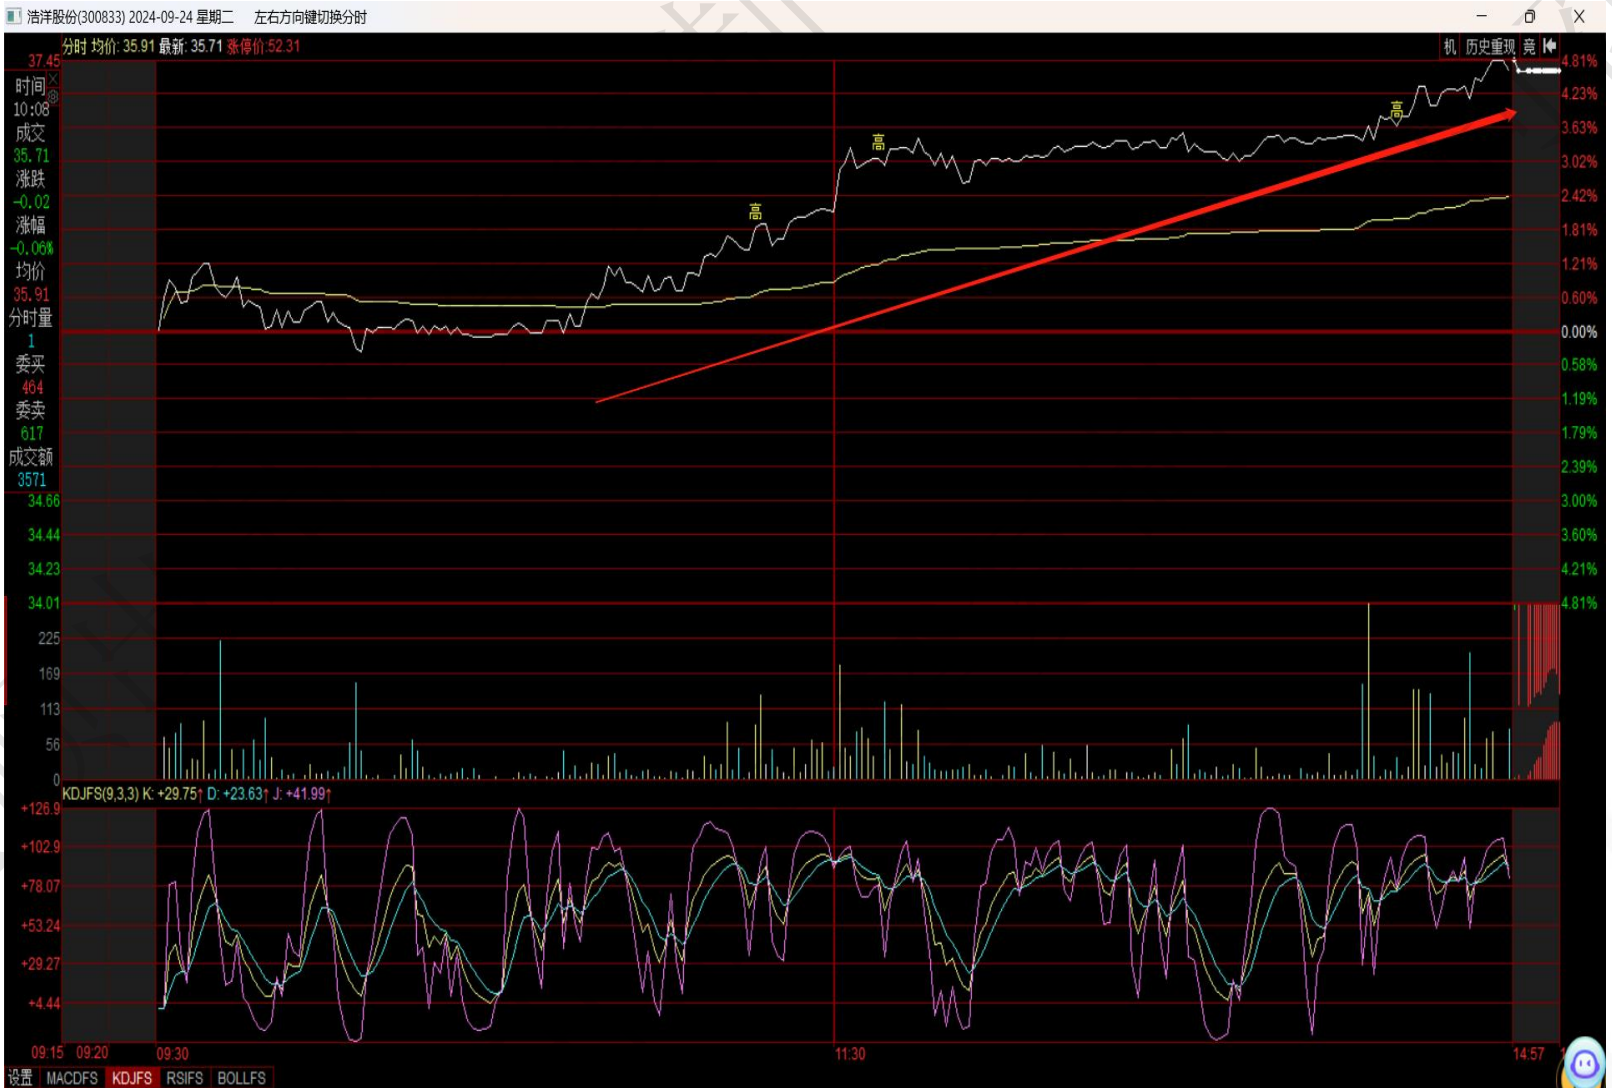 浩洋股份(300833) 2024-09-24 星期二 左右方向键切换分时
分时 均价: 35.91 最新: 35.71 涨停价:52.31
机 历史重现 竞
37.45
4.81%
时间
10:08
成交
35.71
涨跌
-0.02
涨幅
-0.06%
均价
35.91
分时量
1
委买
464
委卖
617
成交额
3571
34.66
34.44
34.23
34.01
225
169
113
56
0
高
高
高
4.23%
3.63%
3.02%
2.42%
1.81%
1.21%
0.60%
0.00%
0.58%
1.19%
1.79%
2.39%
3.00%
3.60%
4.21%
4.81%
KDJFS(9,3,3) K: +29.75↑ D: +23.63↑ J: +41.99↑
+126.9
+102.9
+78.07
+53.24
+29.27
+4.44
09:15 09:20 09:30 11:30 14:57
设置 MACDFS KDJFS RSIFS BOLLFS